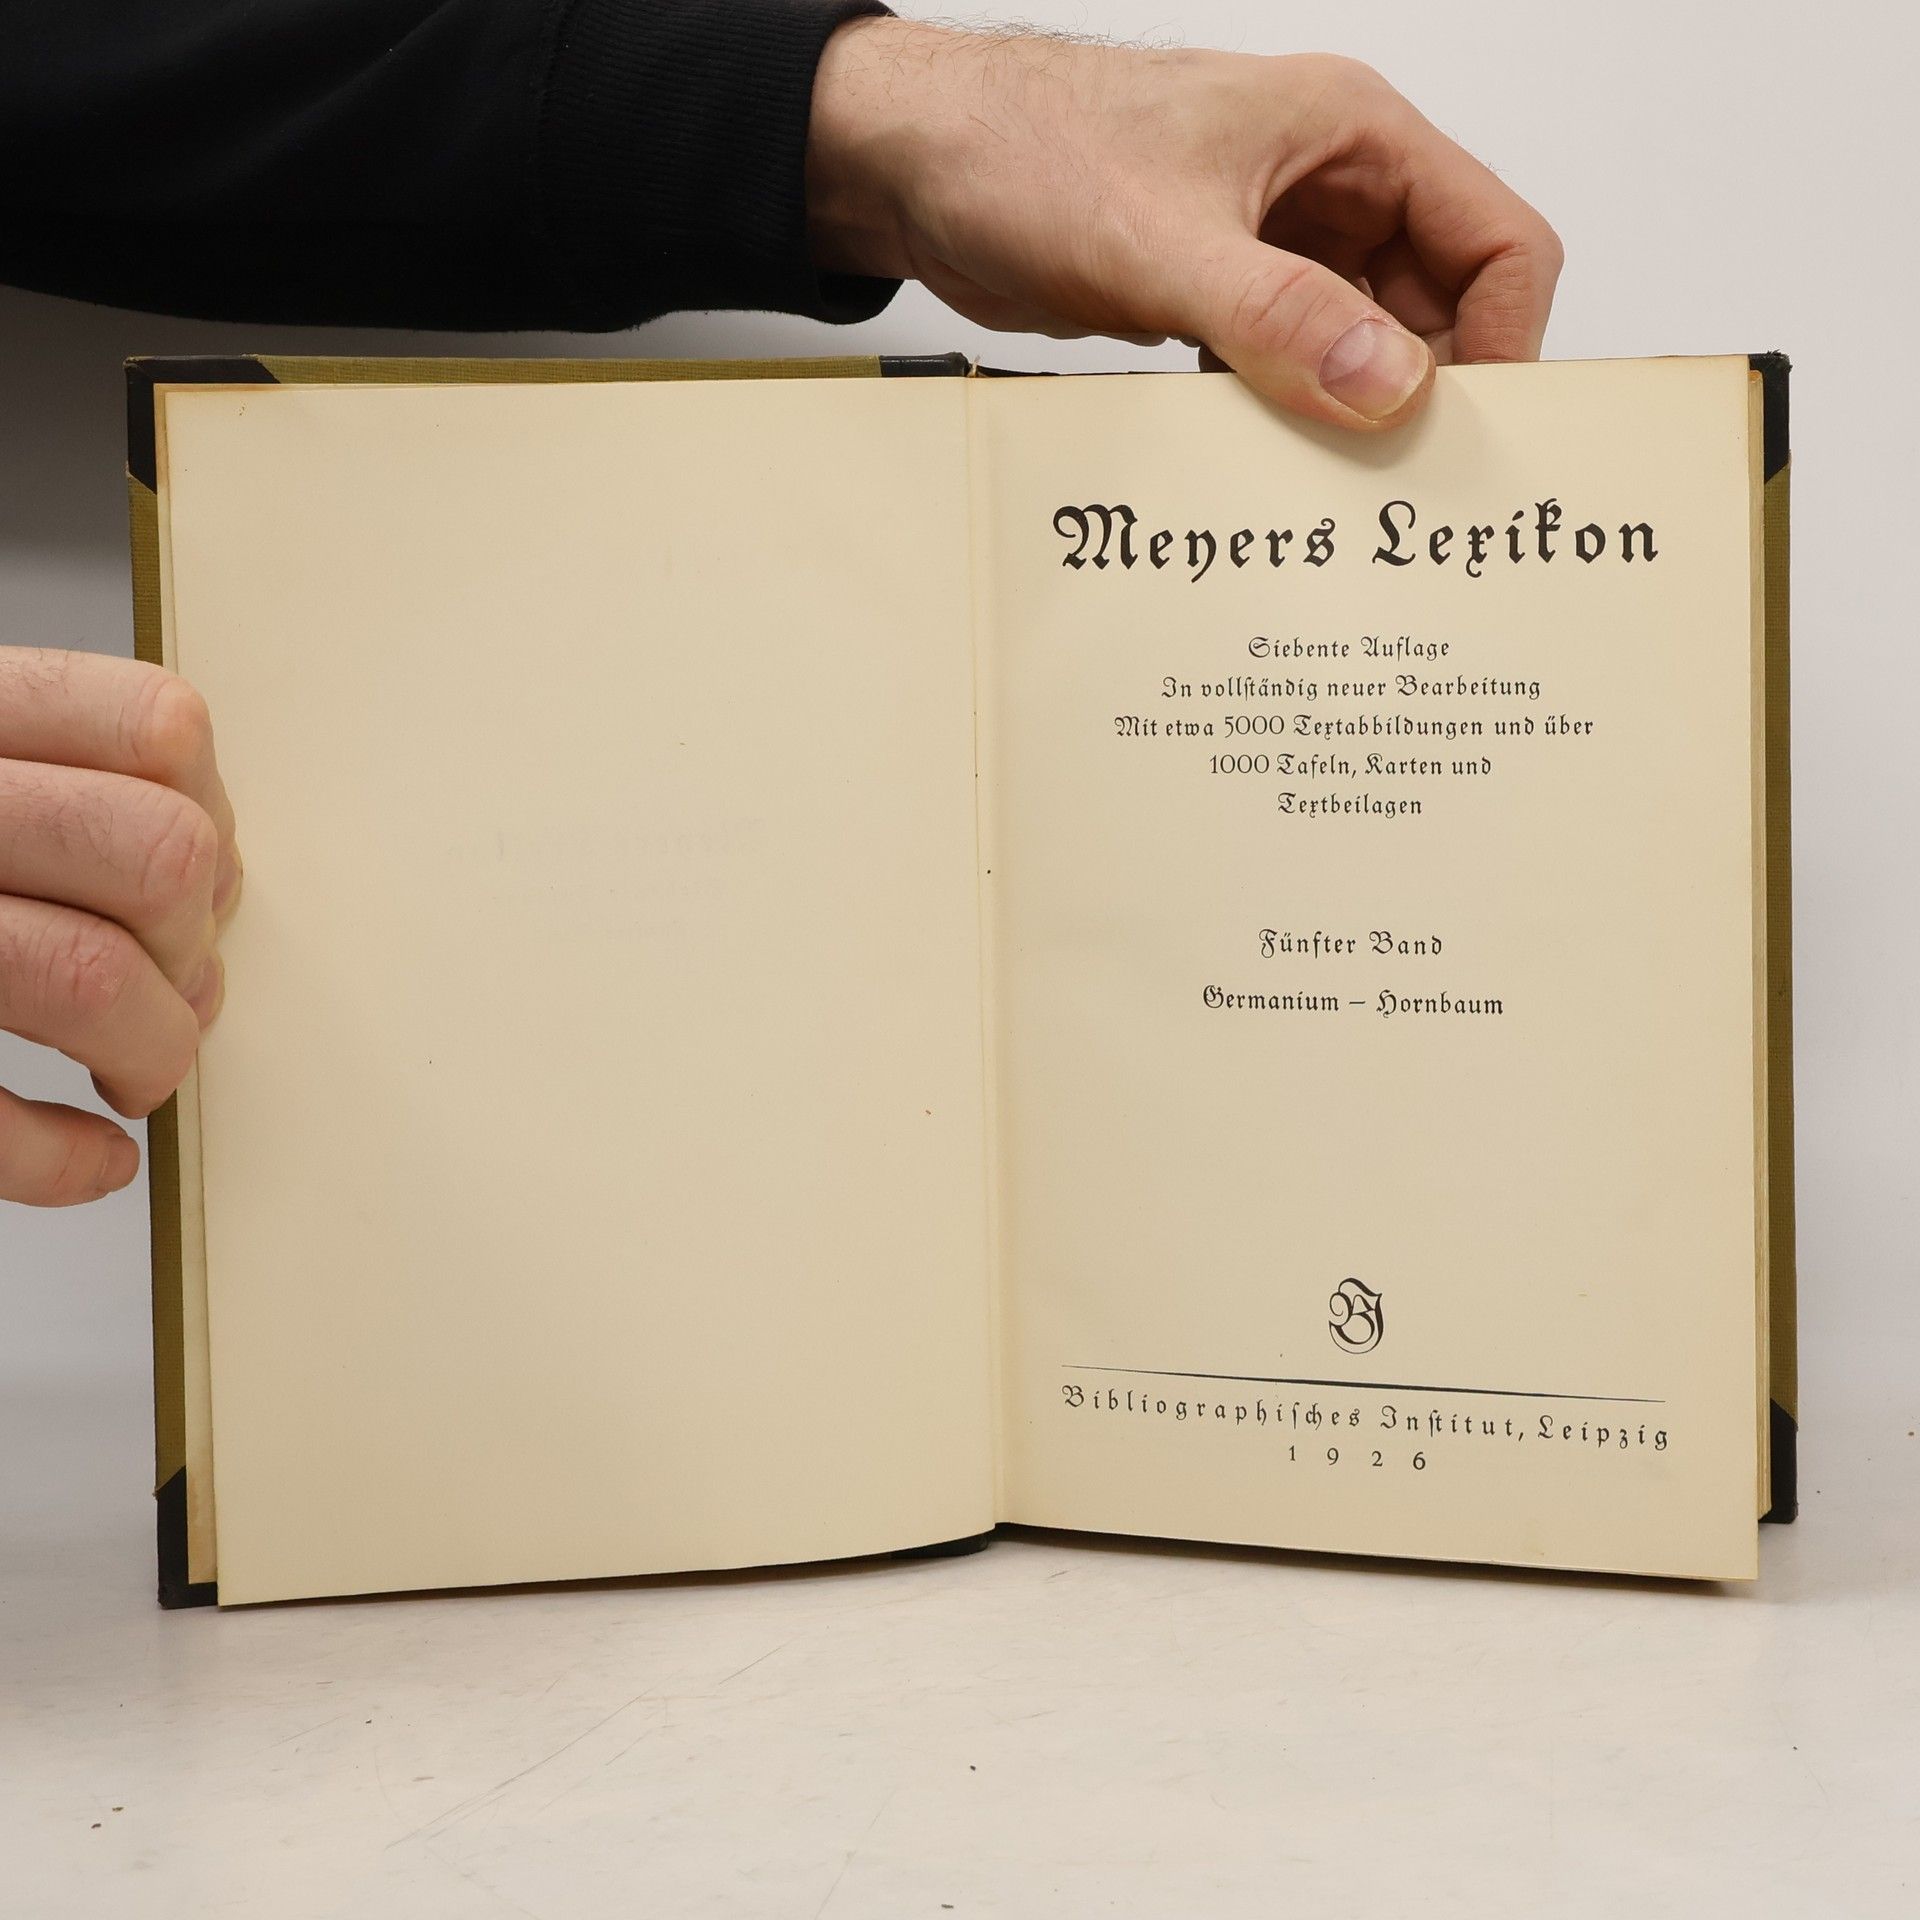 Meyers Lexikon
Siebente Auflage
In vollſtändig neuer Bearbeitung
Mit etwa 5000 Textabbildungen und über
1000 Tafeln, Karten und
Textbeilagen
Fünfter Band
Germanium – Hornbaum
BI
Bibliographiſches Inſtitut, Leipzig
1926